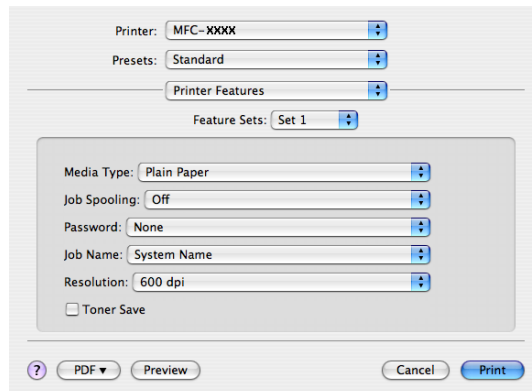 Printer: MFC-XXXX
Presets: Standard
Printer Features
Feature Sets: Set 1
Media Type: Plain Paper
Job Spooling: Off
Password: None
Job Name: System Name
Resolution: 600 dpi
Toner Save
? PDF ▼ Preview Cancel Print